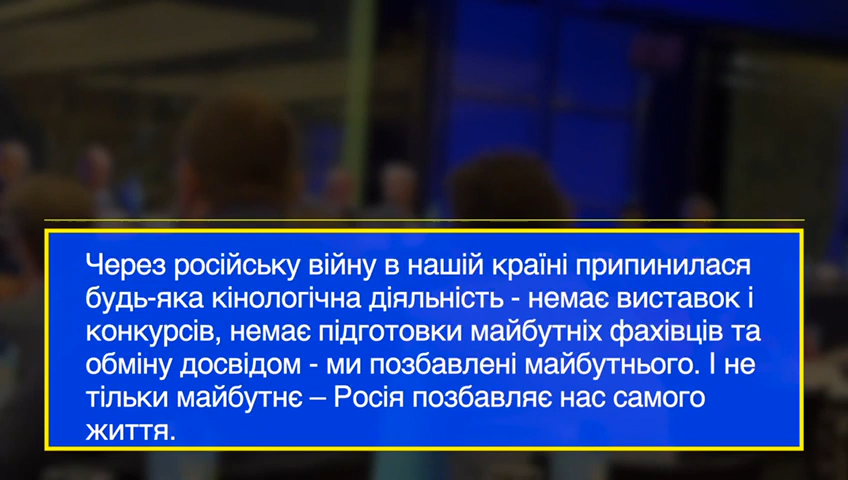 Через російську війну в нашій країні припинилася
будь-яка кінологічна діяльність - немає виставок і
конкурсів, немає підготовки майбутніх фахівців та
обміну досвідом - ми позбавлені майбутнього. І не
тільки майбутнє – Росія позбавляє нас самого
життя.